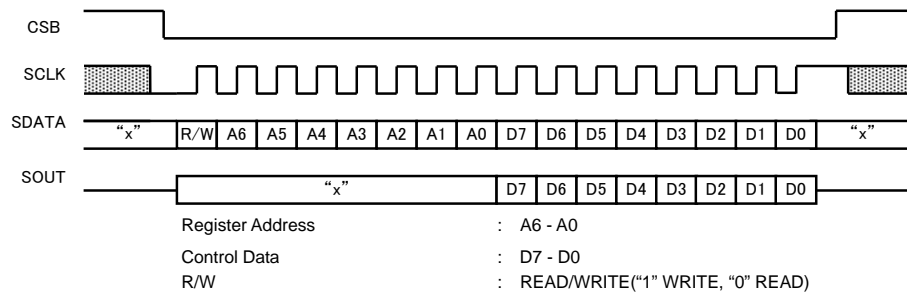 CSB
SCLK
SDATA “x” R/W A6 A5 A4 A3 A2 A1 A0 D7 D6 D5 D4 D3 D2 D1 D0 “x”
SOUT “x” D7 D6 D5 D4 D3 D2 D1 D0
Register Address : A6 - A0
Control Data : D7 - D0
R/W : READ/WRITE(“1” WRITE, “0” READ)